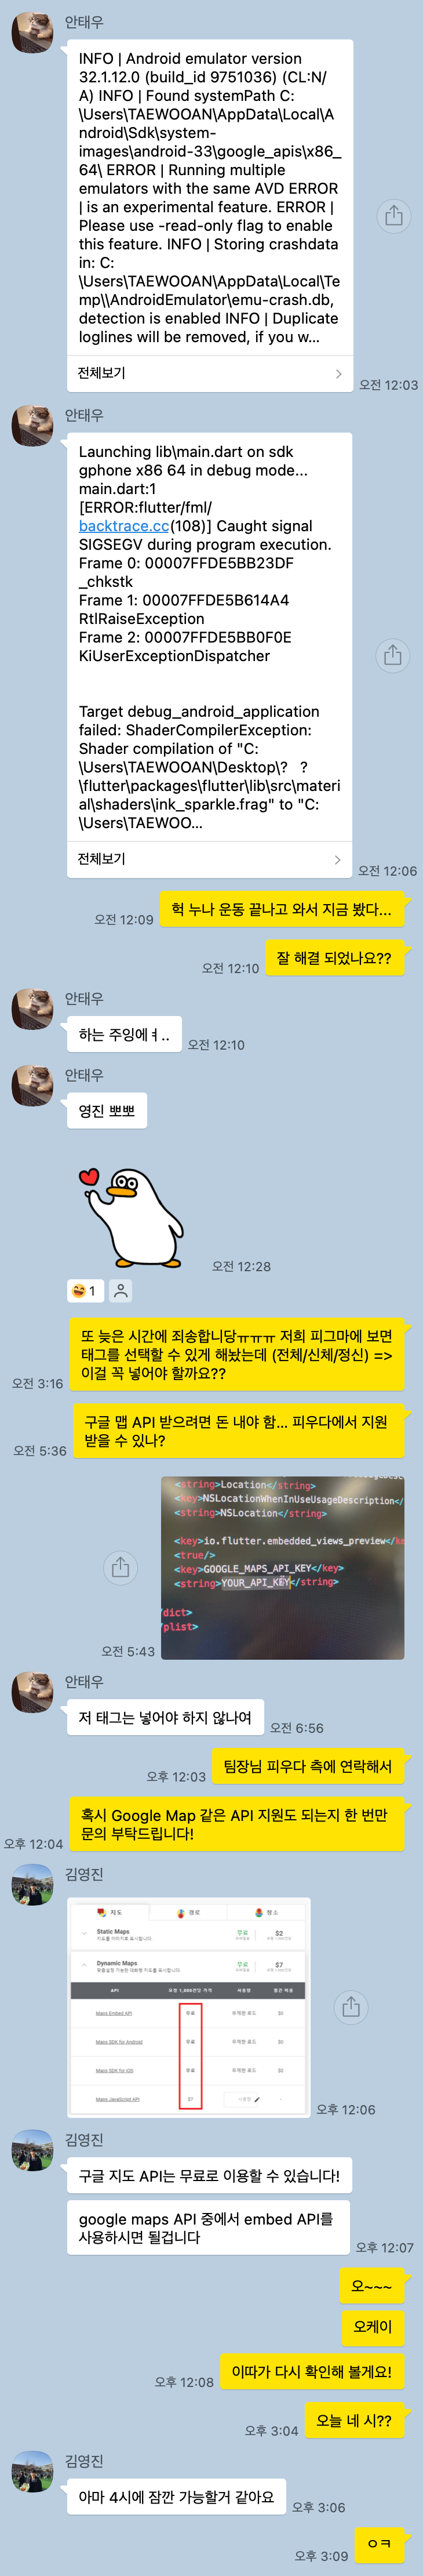 안태우
INFO | Android emulator version
32.1.12.0 (build_id 9751036) (CL:N/
A) INFO | Found systemPath C:
\Users\TAEWOOAN\AppData\Local\A
ndroid\Sdk\system-
images\android-33\google_apis\x86_
64\ ERROR | Running multiple
emulators with the same AVD ERROR
| is an experimental feature. ERROR |
Please use -read-only flag to enable
this feature. INFO | Storing crashdata
in: C:
\Users\TAEWOOAN\AppData\Local\Te
mp\\AndroidEmulator\emu-crash.db,
detection is enabled INFO | Duplicate
loglines will be removed, if you w...
전체보기
오전 12:03
안태우
Launching lib\main.dart on sdk
gphone x86 64 in debug mode...
main.dart:1
[ERROR:flutter/fml/
backtrace.cc(108)] Caught signal
SIGSEGV during program execution.
Frame 0: 00007FFDE5BB23DF
_chkstk
Frame 1: 00007FFDE5B614A4
RtlRaiseException
Frame 2: 00007FFDE5BB0F0E
KiUserExceptionDispatcher
Target debug_android_application
failed: ShaderCompilerException:
Shader compilation of "C:
\Users\TAEWOOAN\Desktop\? ?
\flutter\packages\flutter\lib\src\materi
al\shaders\ink_sparkle.frag" to "C:
\Users\TAEWOO...
전체보기
오전 12:06
헉 누나 운동 끝나고 와서 지금 봤다...
오전 12:09
잘 해결 되었나요??
오전 12:10
안태우
하는 주잉에ㅕ..
오전 12:10
안태우
영진 뽀뽀
오전 12:28
1
또 늦은 시간에 죄송합니당ㅠㅠㅠ 저희 피그마에 보면
태그를 선택할 수 있게 해놨는데 (전체/신체/정신) =>
이걸 꼭 넣어야 할까요??
오전 3:16
구글 맵 API 받으려면 돈 내야 함... 피우다에서 지원
받을 수 있나?
오전 5:36
<string>Location</string>
<key>NSLocationWhenInUseUsageDescription</
<string>NSLocation</string>
<key>io.flutter.embedded_views_preview</ke
<true/>
<key>GOOGLE_MAPS_API_KEY</key>
<string>YOUR_API_KEY</string>
/dict>
/plist>
오전 5:43
안태우
저 태그는 넣어야 하지 않나여
오전 6:56
팀장님 피우다 측에 연락해서
오후 12:03
혹시 Google Map 같은 API 지원도 되는지 한 번만
문의 부탁드립니다!
오후 12:04
김영진
지도
경로
장소
Static Maps
무료
$2
Dynamic Maps
무료
$7
API
Maps Embed API
무료
$0
Maps SDK for Android
무료
$0
Maps SDK for iOS
무료
$0
Maps JavaScript API
$7
오후 12:06
김영진
구글 지도 API는 무료로 이용할 수 있습니다!
google maps API 중에서 embed API를
사용하시면 될겁니다
오후 12:07
오~~~
오케이
이따가 다시 확인해 볼게요!
오후 12:08
오늘 네 시??
오후 3:04
김영진
아마 4시에 잠깐 가능할거 같아요
오후 3:06
ㅇㅋ
오후 3:09